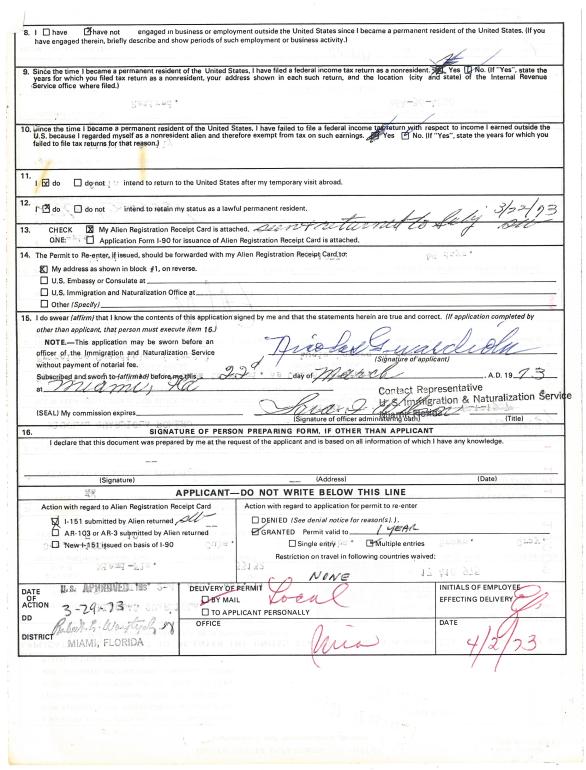 8. I ☐ have ☑ have not engaged in business or employment outside the United States since I became a permanent resident of the United States. (If you
have engaged therein, briefly describe and show periods of such employment or business activity.)
9. Since the time I became a permanent resident of the United States, I have filed a federal income tax return as a nonresident. Yes No. (If "Yes", state the
years for which you filed tax return as a nonresident, your address shown in each such return, and the location (city and state) of the Internal Revenue
Service office where filed.)
10. Since the time I became a permanent resident of the United States, I have failed to file a federal income tax return with respect to income I earned outside the
U.S. because I regarded myself as a nonresident alien and therefore exempt from tax on such earnings. Yes No. (If "Yes", state the years for which you
failed to file tax returns for that reason.)
11.
I ☒ do ☐ do not intend to return to the United States after my temporary visit abroad.
12.
I ☒ do ☐ do not intend to retain my status as a lawful permanent resident. 3/22/73
13. CHECK ☒ My Alien Registration Receipt Card is attached. returned to
ONE: ☐ Application Form I-90 for issuance of Alien Registration Receipt Card is attached.
14. The Permit to Re-enter, if issued, should be forwarded with my Alien Registration Receipt Card to:
☒ My address as shown in block #1, on reverse.
☐ U.S. Embassy or Consulate at
☐ U.S. Immigration and Naturalization Office at
☐ Other (Specify)
15. I do swear (affirm) that I know the contents of this application signed by me and that the statements herein are true and correct. (If application completed by
other than applicant, that person must execute item 16.)
NOTE.—This application may be sworn before an
officer of the Immigration and Naturalization Service
without payment of notarial fee.
Nicolas Guardiola
(Signature of applicant)
Subscribed and sworn to (affirmed) before me this 22d day of March , A.D. 19 73
at Miami, Fla
Contact Representative
U.S. Immigration & Naturalization Service
(SEAL) My commission expires
(Signature of officer administering oath) (Title)
16. SIGNATURE OF PERSON PREPARING FORM, IF OTHER THAN APPLICANT
I declare that this document was prepared by me at the request of the applicant and is based on all information of which I have any knowledge.
(Signature) (Address) (Date)
APPLICANT—DO NOT WRITE BELOW THIS LINE
Action with regard to Alien Registration Receipt Card
☒ I-151 submitted by Alien returned
☐ AR-103 or AR-3 submitted by Alien returned
☐ New I-151 issued on basis of I-90
Action with regard to application for permit to re-enter
☐ DENIED (See denial notice for reason(s).)
☒ GRANTED Permit valid to 1 YEAR
☐ Single entry ☒ Multiple entries
Restriction on travel in following countries waived:
NONE
DATE
OF
ACTION
DD
DISTRICT
APPROVED
3-29-73
MIAMI, FLORIDA
DELIVERY OF PERMIT
☐ BY MAIL Local
☐ TO APPLICANT PERSONALLY
OFFICE
Mia
INITIALS OF EMPLOYEE
EFFECTING DELIVERY
DATE
4/2/73